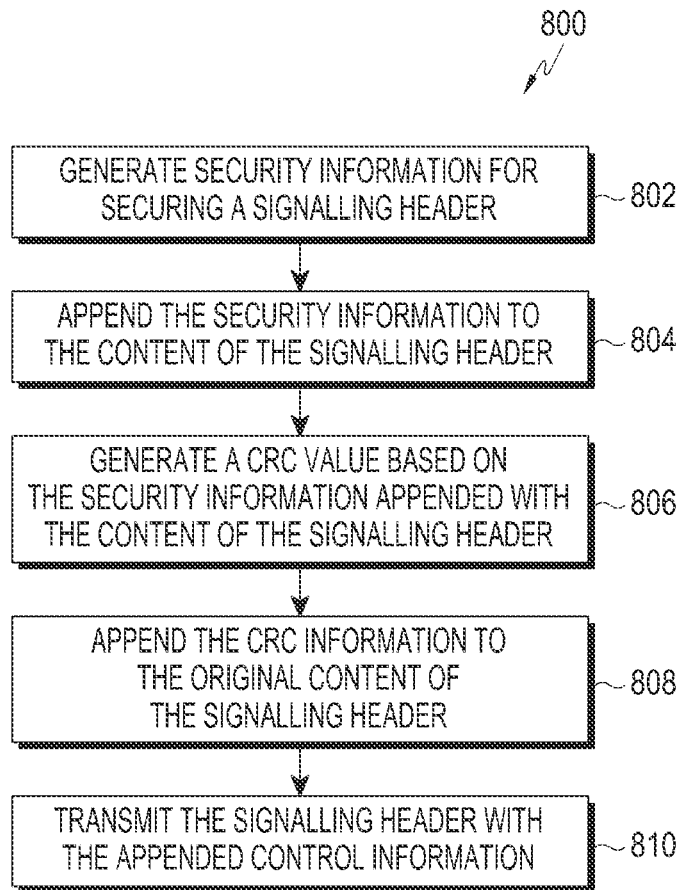 800
GENERATE SECURITY INFORMATION FOR
SECURING A SIGNALLING HEADER
802
APPEND THE SECURITY INFORMATION TO
THE CONTENT OF THE SIGNALLING HEADER
804
GENERATE A CRC VALUE BASED ON
THE SECURITY INFORMATION APPENDED WITH
THE CONTENT OF THE SIGNALLING HEADER
806
APPEND THE CRC INFORMATION TO
THE ORIGINAL CONTENT OF
THE SIGNALLING HEADER
808
TRANSMIT THE SIGNALLING HEADER WITH
THE APPENDED CONTROL INFORMATION
810